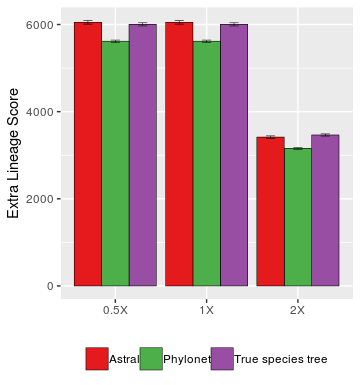 Extra Lineage Score
6000
4000
2000
0
0.5X 1X 2X
Astral Phylonet True species tree